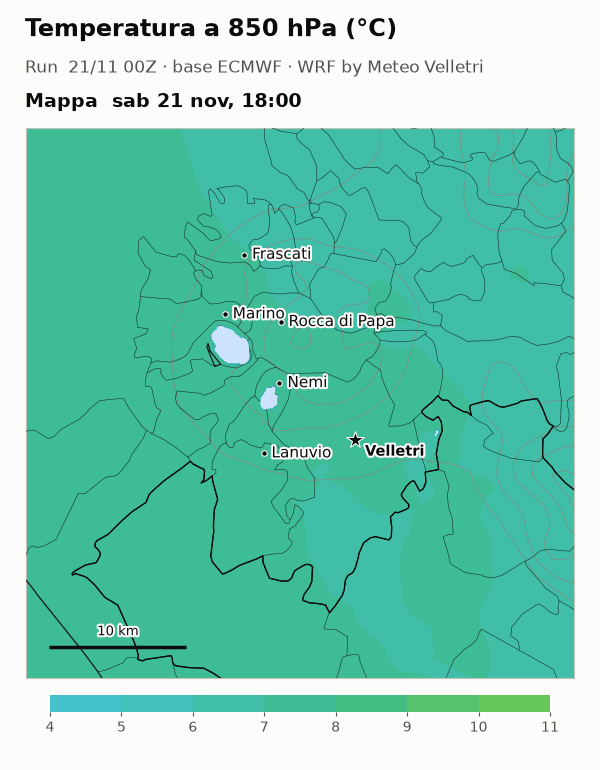 Temperatura a 850 hPa (°C)
Run  21/11 00Z · base ECMWF · WRF by Meteo Velletri
Mappa  sab 21 nov, 18:00
Frascati
Marino
Rocca di Papa
Nemi
Velletri
Lanuvio
10 km
4 5 6 7 8 9 10 11